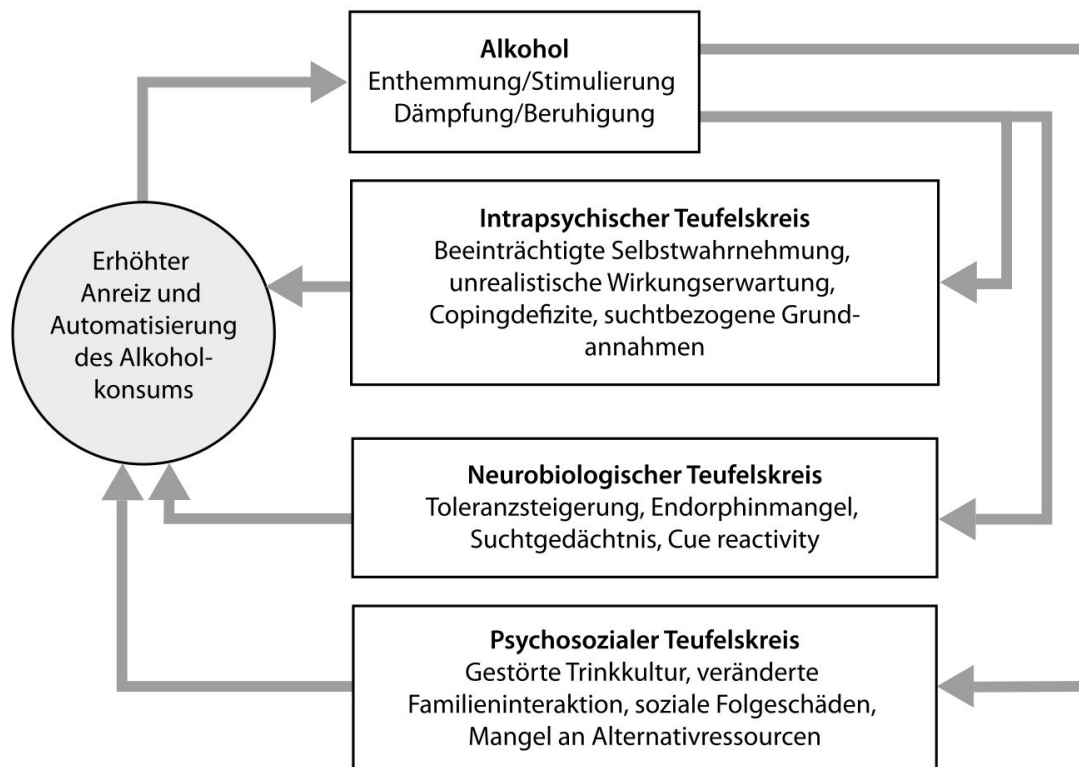 Alkohol
Enthemmung/Stimulierung
Dämpfung/Beruhigung
Intrapsychischer Teufelskreis
Beeinträchtigte Selbstwahrnehmung,
unrealistische Wirkungserwartung,
Copingdefizite, suchtbezogene Grund-
annahmen
Erhöhter
Anreiz und
Automatisierung
des Alkohol-
konsums
Neurobiologischer Teufelskreis
Toleranzsteigerung, Endorphinmangel,
Suchtgedächtnis, Cue reactivity
Psychosozialer Teufelskreis
Gestörte Trinkkultur, veränderte
Familieninteraktion, soziale Folgeschäden,
Mangel an Alternativressourcen